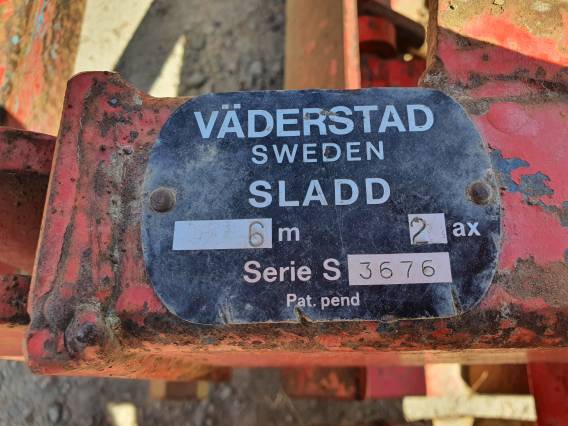 VÄDERSTAD
SWEDEN
SLADD
6 m 2 ax
Serie S 3676
Pat. pend